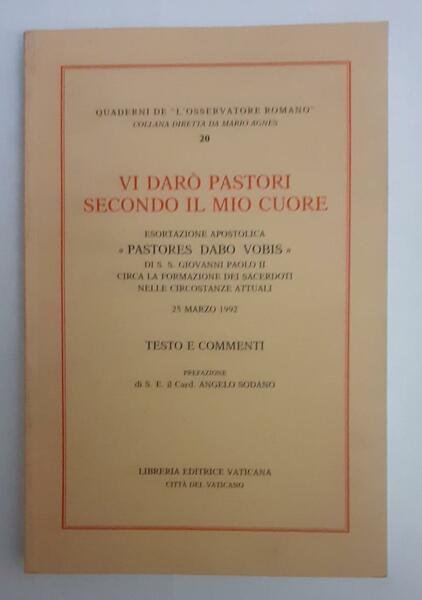 QUADERNI DE "L'OSSERVATORE ROMANO"
COLLANA DIRETTA DA MARIO AGNES
20
VI DARÒ PASTORI
SECONDO IL MIO CUORE
ESORTAZIONE APOSTOLICA
« PASTORES DABO VOBIS »
DI S. S. GIOVANNI PAOLO II
CIRCA LA FORMAZIONE DEI SACERDOTI
NELLE CIRCOSTANZE ATTUALI
25 MARZO 1992
TESTO E COMMENTI
PREFAZIONE
di S. E. il Card. ANGELO SODANO
LIBRERIA EDITRICE VATICANA
CITTÀ DEL VATICANO